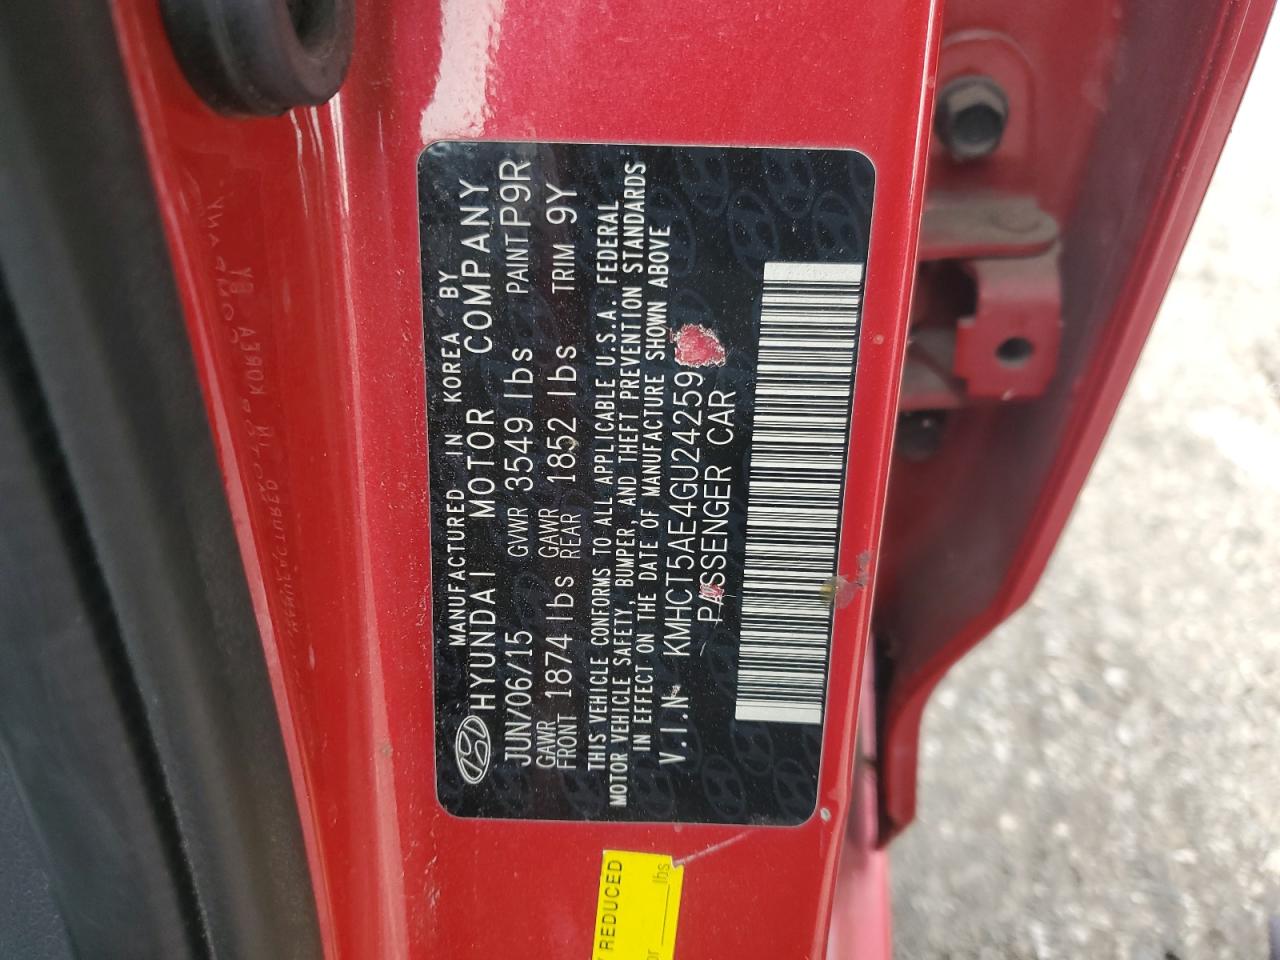 MANUFACTURED IN KOREA BY
HYUNDAI MOTOR COMPANY
JUN/06/15 GVWR 3549 lbs PAINT P9R
GAWR FRONT 1874 lbs GAWR REAR 1852 lbs TRIM 9Y
THIS VEHICLE CONFORMS TO ALL APPLICABLE U.S.A. FEDERAL
MOTOR VEHICLE SAFETY, BUMPER, AND THEFT PREVENTION STANDARDS
IN EFFECT ON THE DATE OF MANUFACTURE SHOWN ABOVE
V.I.N KMHCT5AE4GU24259
PASSENGER CAR
REDUCED
lbs